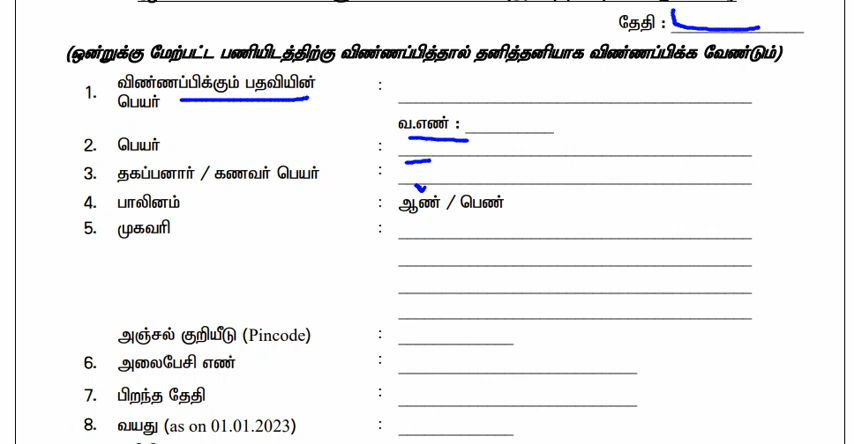 தேதி : 
(ஒன்றுக்கு மேற்பட்ட பணியிடத்திற்கு விண்ணப்பித்தால் தனித்தனியாக விண்ணப்பிக்க வேண்டும்)
1. விண்ணப்பிக்கும் பதவியின் :
பெயர்
வ.எண் :
2. பெயர் :
3. தகப்பனார் / கணவர் பெயர் :
4. பாலினம் : ஆண் / பெண்
5. முகவரி :
அஞ்சல் குறியீடு (Pincode) :
6. அலைபேசி எண் :
7. பிறந்த தேதி :
8. வயது (as on 01.01.2023) :